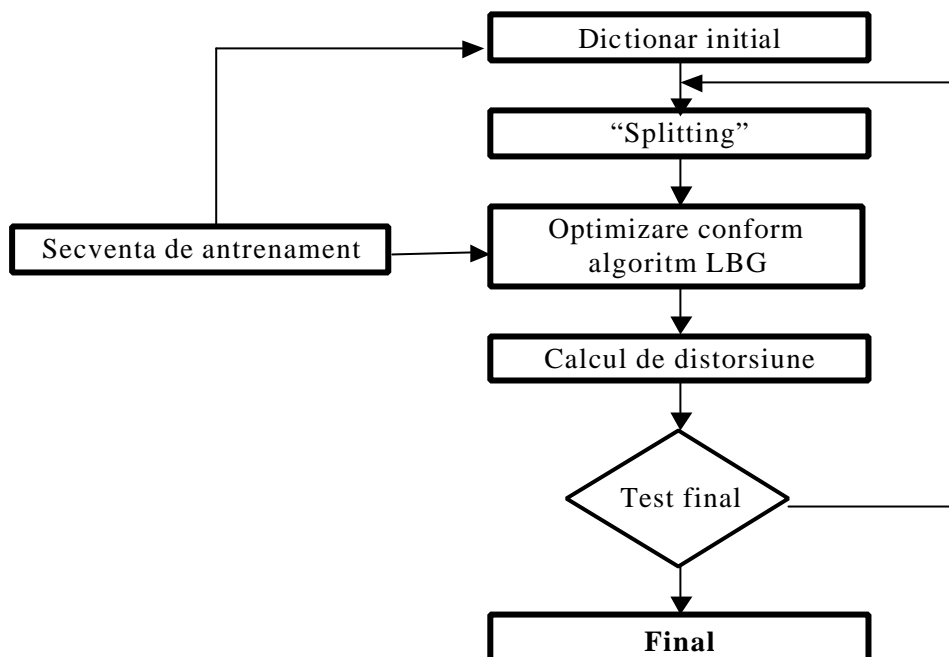 Dictionar initial
“Splitting”
Secventa de antrenament
Optimizare conform
algoritm LBG
Calcul de distorsiune
Test final
Final